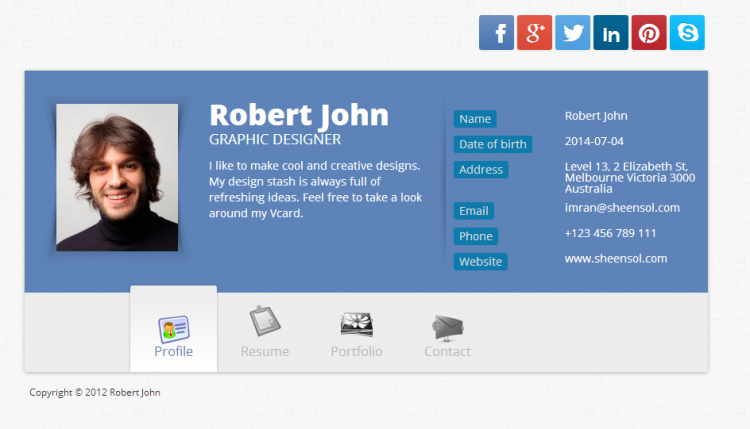 f g+ in
Robert John
GRAPHIC DESIGNER
I like to make cool and creative designs.
My design stash is always full of
refreshing ideas. Feel free to take a look
around my Vcard.
Name Robert John
Date of birth 2014-07-04
Address Level 13, 2 Elizabeth St,
Melbourne Victoria 3000
Australia
Email imran@sheensol.com
Phone +123 456 789 111
Website www.sheensol.com
Profile Resume Portfolio Contact
Copyright © 2012 Robert John